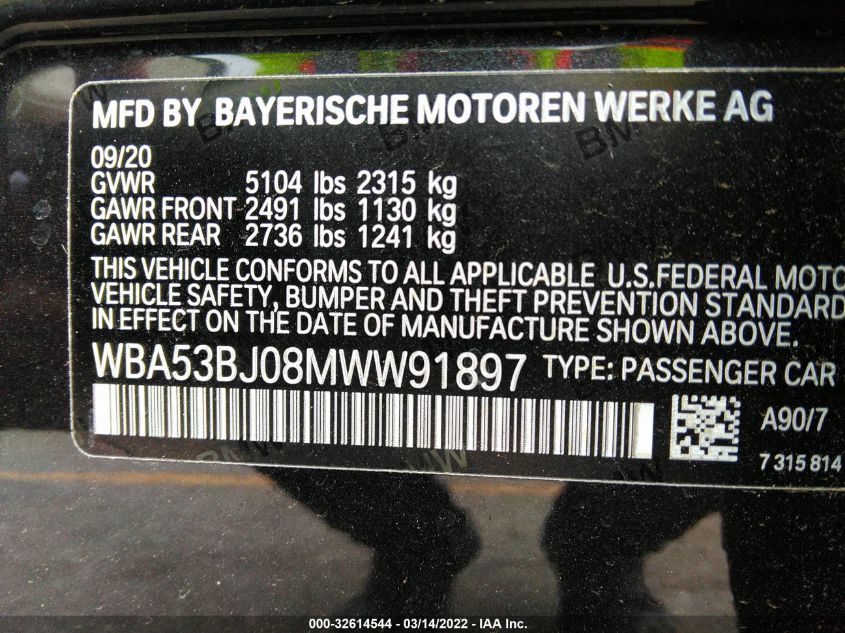 MFD BY BAYERISCHE MOTOREN WERKE AG
09/20
GVWR 5104 lbs 2315 kg
GAWR FRONT 2491 lbs 1130 kg
GAWR REAR 2736 lbs 1241 kg
THIS VEHICLE CONFORMS TO ALL APPLICABLE U.S.FEDERAL MOTO
VEHICLE SAFETY, BUMPER AND THEFT PREVENTION STANDARD
IN EFFECT ON THE DATE OF MANUFACTURE SHOWN ABOVE.
WBA53BJ08MWW91897 TYPE: PASSENGER CAR
A90/7
7 315 814
000-32614544 / 03/14/2022 - IAA Inc.